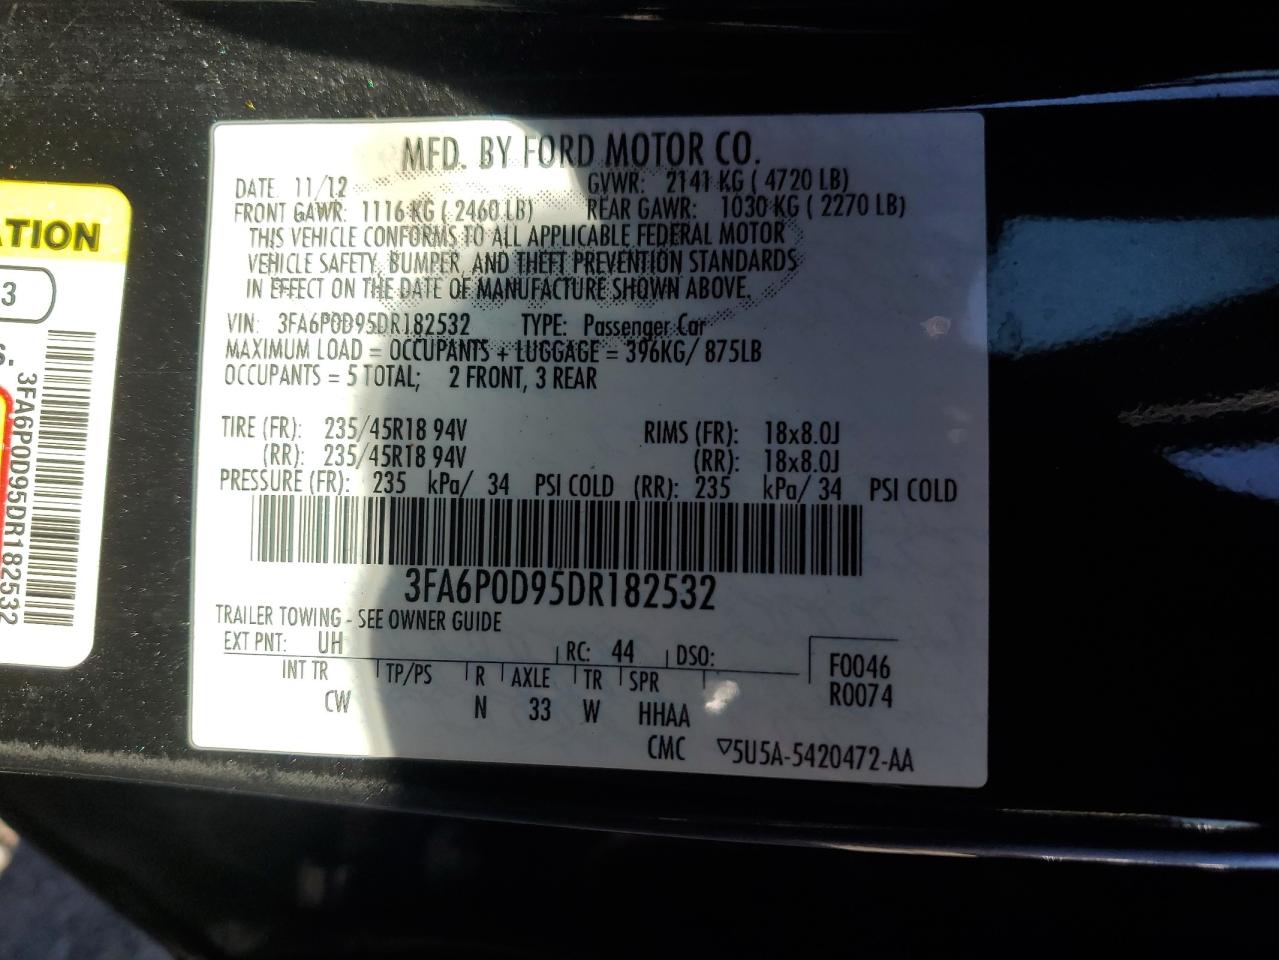 MFD. BY FORD MOTOR CO.
DATE 11/12 GVWR: 2141 KG ( 4720 LB)
FRONT GAWR: 1116 KG ( 2460 LB) REAR GAWR: 1030 KG ( 2270 LB)
THIS VEHICLE CONFORMS TO ALL APPLICABLE FEDERAL MOTOR
VEHICLE SAFETY, BUMPER, AND THEFT PREVENTION STANDARDS
IN EFFECT ON THE DATE OF MANUFACTURE SHOWN ABOVE.
VIN: 3FA6P0D95DR182532 TYPE: Passenger Car
MAXIMUM LOAD = OCCUPANTS + LUGGAGE = 396KG/ 875LB
OCCUPANTS = 5 TOTAL; 2 FRONT, 3 REAR
TIRE (FR): 235/45R18 94V RIMS (FR): 18x8.0J
(RR): 235/45R18 94V (RR): 18x8.0J
PRESSURE (FR): 235 kPa/ 34 PSI COLD (RR): 235 kPa/ 34 PSI COLD
3FA6P0D95DR182532
TRAILER TOWING - SEE OWNER GUIDE
EXT PNT: UH RC: 44 DSO:
INT TR TP/PS R AXLE TR SPR F0046
CW N 33 W HHAA R0074
CMC ▽5U5A-5420472-AA
ATION
3
S.
3FA6P0D95DR182532